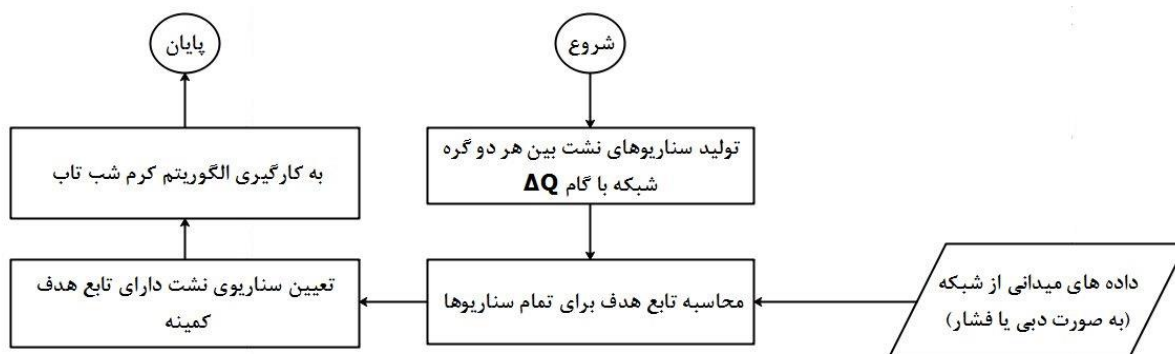 شروع
تولید سناریوهای نشت بین هر دو گره
شبکه با گام ΔQ
داده های میدانی از شبکه
(به صورت دبی یا فشار)
محاسبه تابع هدف برای تمام سناریوها
تعیین سناریوی نشت دارای تابع هدف
کمینه
به کارگیری الگوریتم کرم شب تاب
پایان